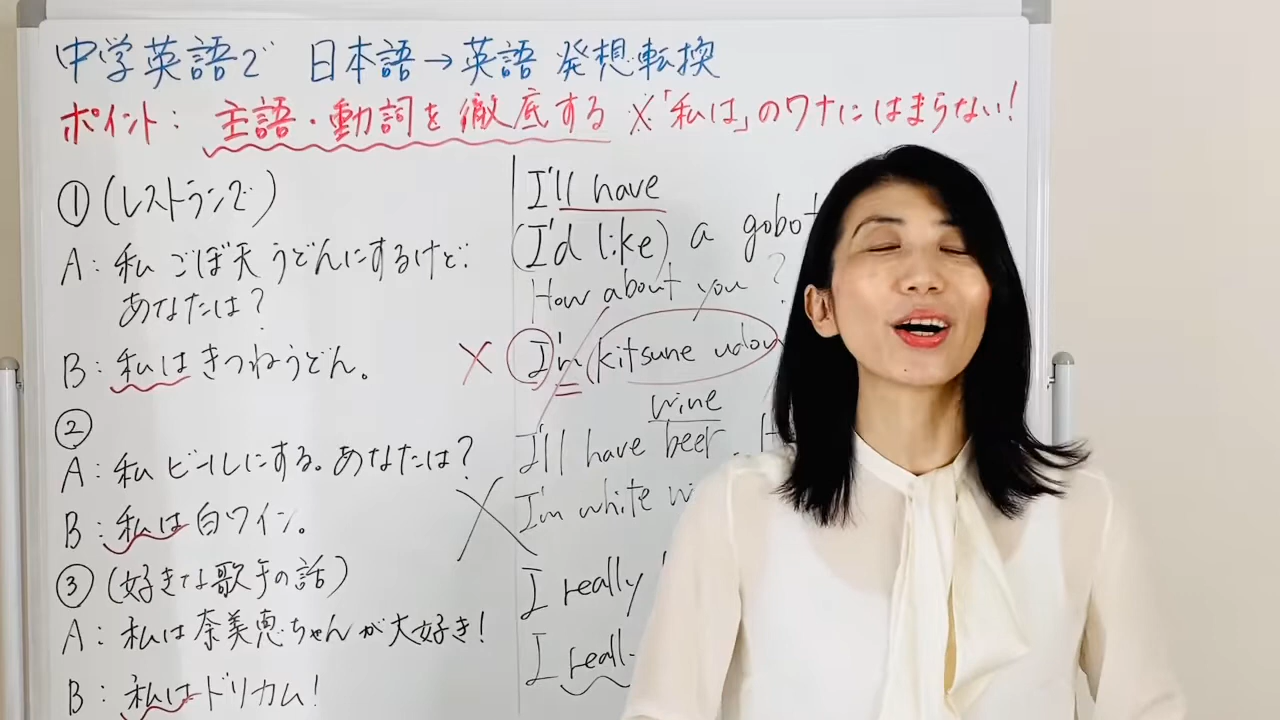 中学英語で 日本語→英語 発想転換
ポイント: 主語・動詞を徹底する ※「私は」のワナにはまらない!
① (レストランで)
A: 私 ごぼ天うどんにするけど.
あなたは?
B: 私はきつねうどん。
②
A: 私 ビールにする。あなたは?
B: 私は白ワイン。
③ (好きな歌手の話)
A: 私は奈美恵ちゃんが大好き!
B: 私はドリカム!
I'll have
(I'd like) a gobot
How about you?
× I'm (kitsune udon
wine
I'll have beer.
× I'm white wi
I really
I really